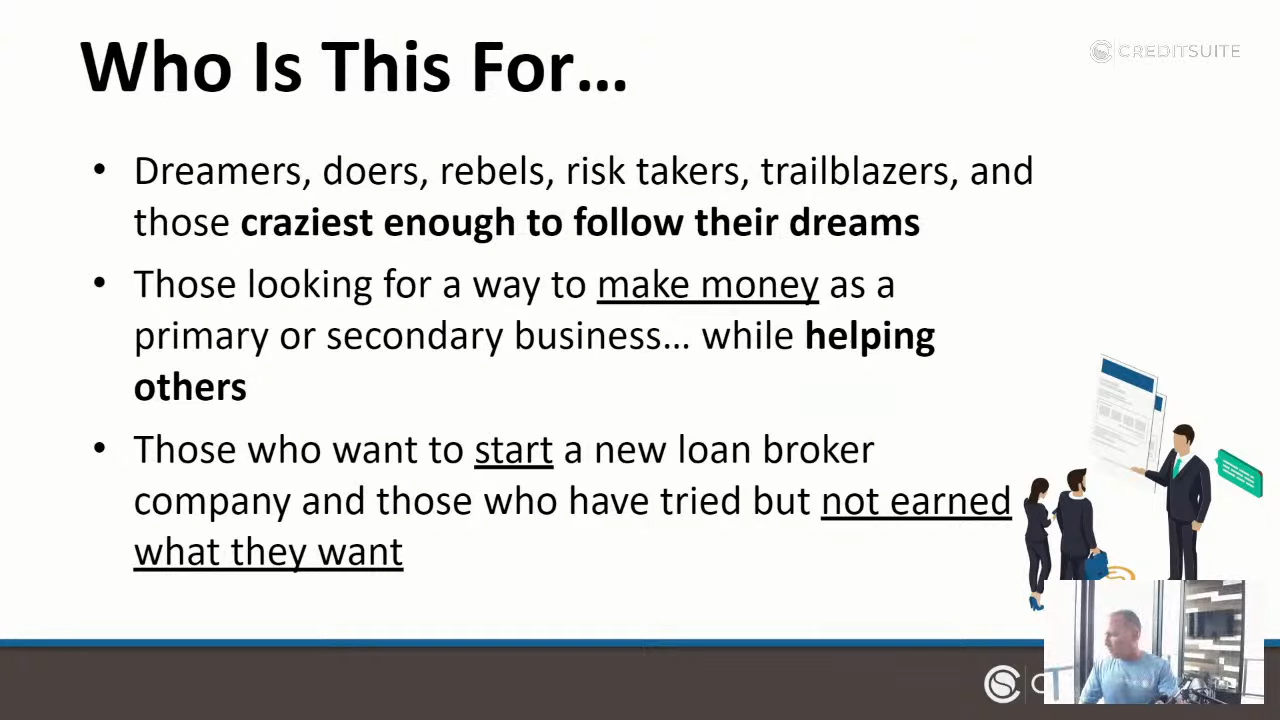 Who Is This For...
CREDITSUITE
• Dreamers, doers, rebels, risk takers, trailblazers, and
those craziest enough to follow their dreams
• Those looking for a way to make money as a
primary or secondary business... while helping
others
• Those who want to start a new loan broker
company and those who have tried but not earned
what they want